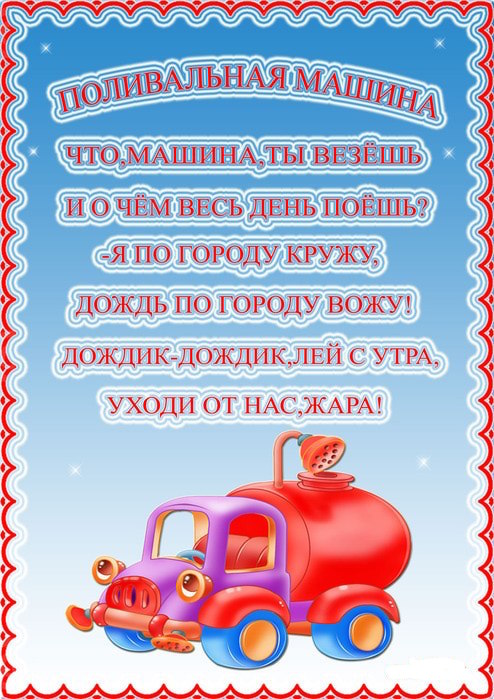 ПОЛИВАЛЬНАЯ МАШИНА
ЧТО,МАШИНА,ТЫ ВЕЗЁШЬ
И О ЧЁМ ВЕСЬ ДЕНЬ ПОЁШЬ?
-Я ПО ГОРОДУ КРУЖУ,
ДОЖДЬ ПО ГОРОДУ ВОЖУ!
ДОЖДИК-ДОЖДИК,ЛЕЙ С УТРА,
УХОДИ ОТ НАС,ЖАРА!